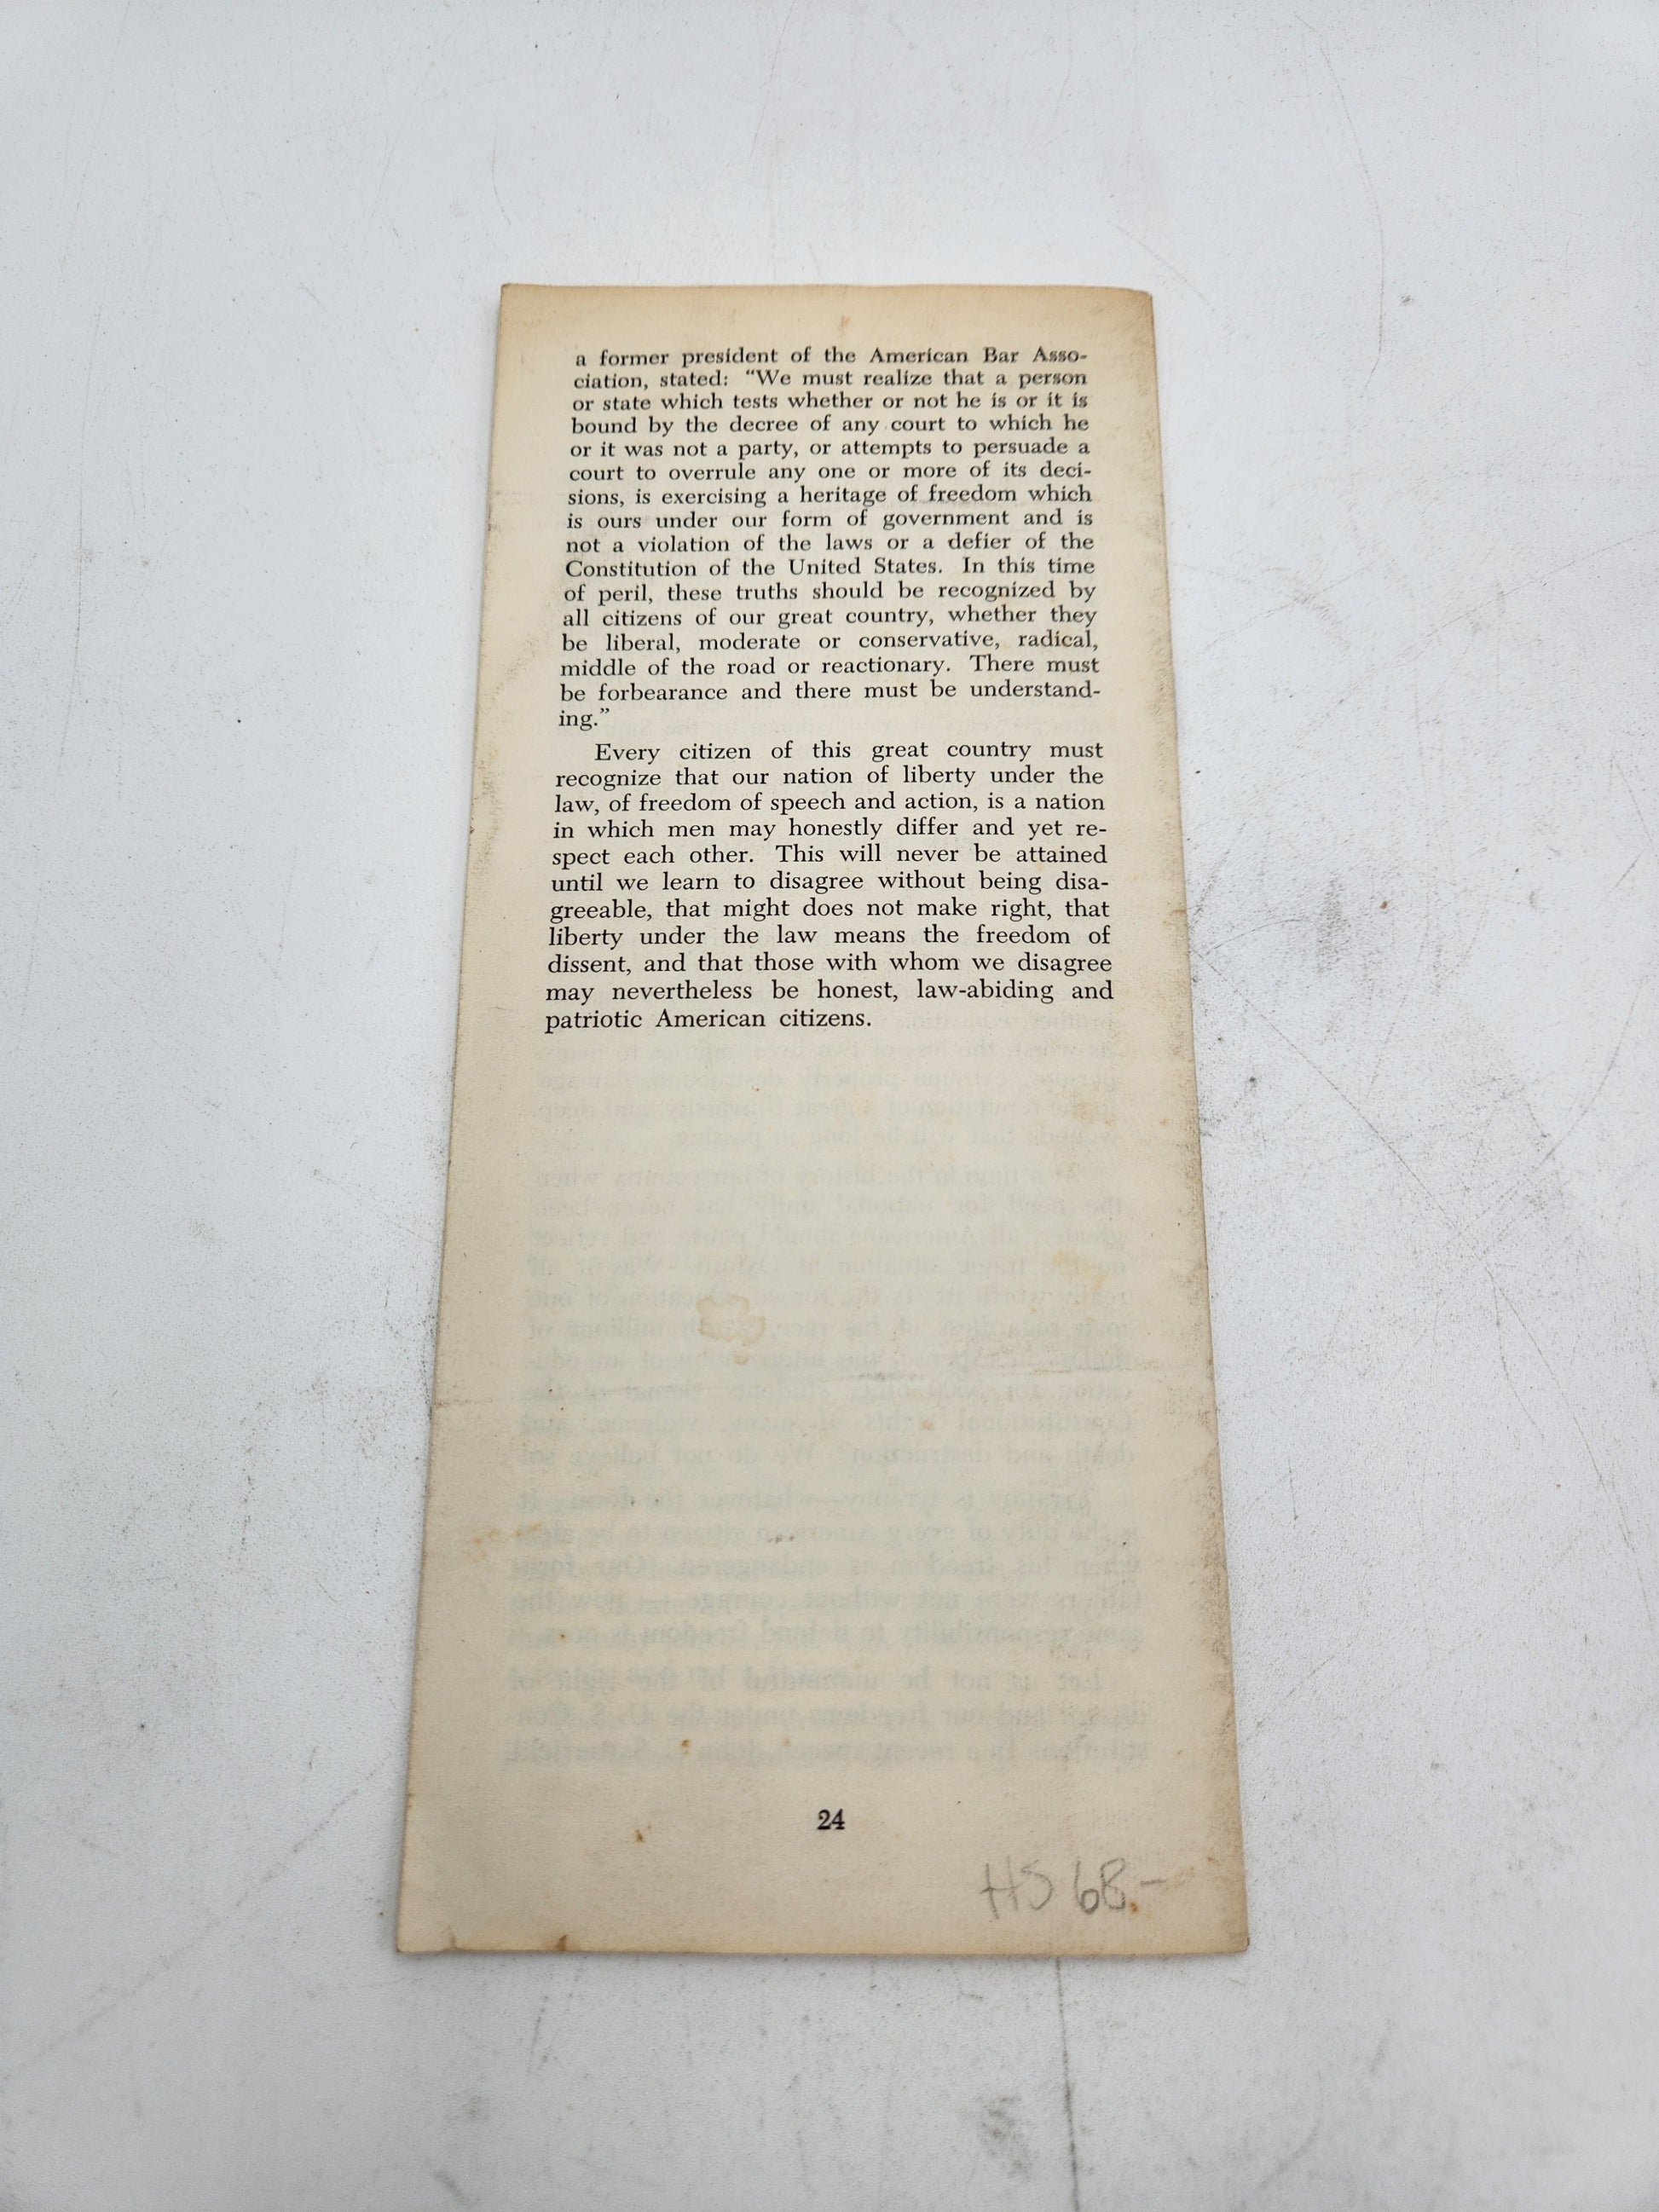 a former president of the American Bar Asso-
ciation, stated: “We must realize that a person
or state which tests whether or not he is or it is
bound by the decree of any court to which he
or it was not a party, or attempts to persuade a
court to overrule any one or more of its deci-
sions, is exercising a heritage of freedom which
is ours under our form of government and is
not a violation of the laws or a defier of the
Constitution of the United States. In this time
of peril, these truths should be recognized by
all citizens of our great country, whether they
be liberal, moderate or conservative, radical,
middle of the road or reactionary. There must
be forbearance and there must be understand-
ing.”
Every citizen of this great country must
recognize that our nation of liberty under the
law, of freedom of speech and action, is a nation
in which men may honestly differ and yet re-
spect each other. This will never be attained
until we learn to disagree without being disa-
greeable, that might does not make right, that
liberty under the law means the freedom of
dissent, and that those with whom we disagree
may nevertheless be honest, law-abiding and
patriotic American citizens.
24
HS 68.-